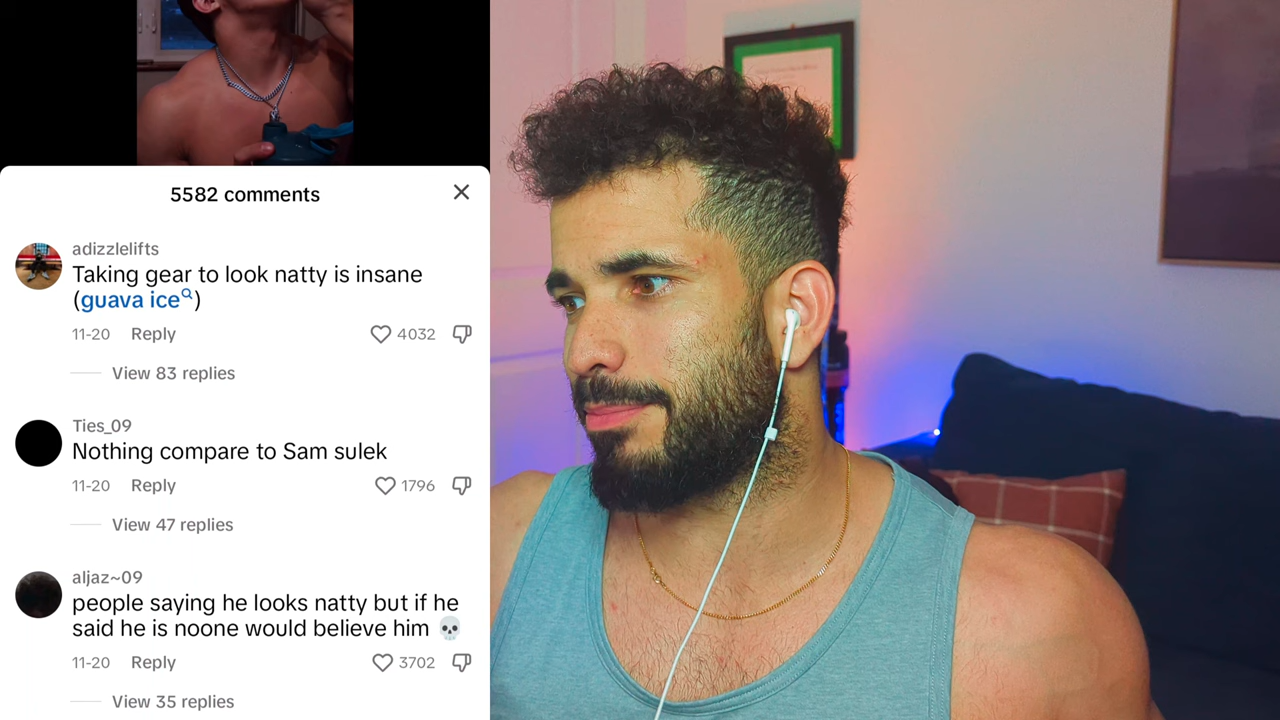 5582 comments
adizzlelifts
Taking gear to look natty is insane
(guava ice)
11-20 Reply 4032
View 83 replies
Ties_09
Nothing compare to Sam sulek
11-20 Reply 1796
View 47 replies
aljaz~09
people saying he looks natty but if he
said he is noone would believe him 💀
11-20 Reply 3702
View 35 replies